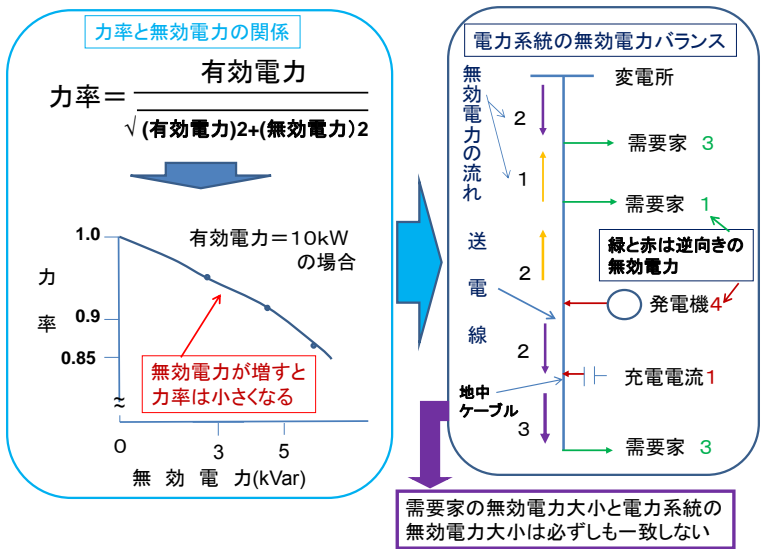 力率と無効電力の関係
有効電力
力率＝
√(有効電力)2+(無効電力)2
1.0
有効電力＝10kW
の場合
力
率
0.9
0.85
無効電力が増すと
力率は小さくなる
≈
0
3
5
無 効 電 力(kVar)
電力系統の無効電力バランス
無効電力の流れ
変電所
2
需要家 3
1
需要家 1
緑と赤は逆向きの
無効電力
送電線
2
発電機4
2
充電電流1
地中
ケーブル
3
需要家 3
需要家の無効電力大小と電力系統の
無効電力大小は必ずしも一致しない